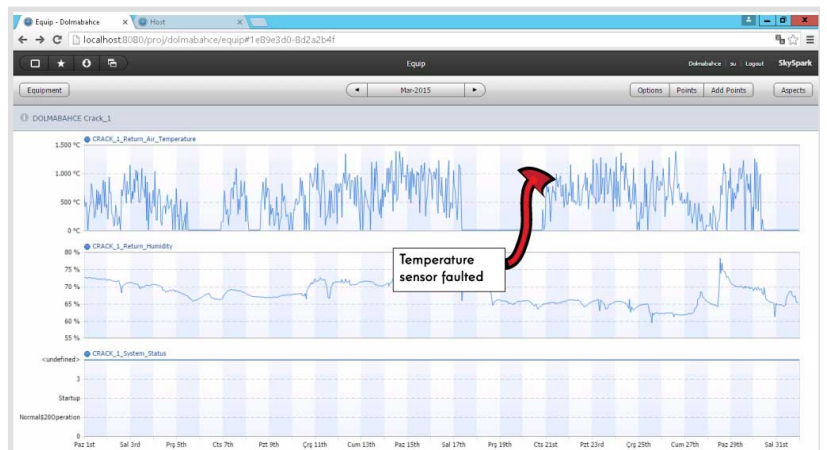 Equip - Dolmabahce
Host
localhost:8080/proj/dolmabahce/equip#1e89e3d0-8d2a2b4f
Equip
Dolmabahce su Logout SkySpark
Equipment
Mar-2015
Options Points Add Points Aspects
DOLMABAHCE Crack_1
CRACK_1_Return_Air_Temperature
1.500 °C
1.000 °C
500 °C
0 °C
CRACK_1_Return_Humidity
80 %
75 %
70 %
65 %
60 %
55 %
Temperature
sensor faulted
CRACK_1_System_Status
<undefined>
3
Startup
Normal$20Operation
0
Paz 1st Sal 3rd Prş 5th Cts 7th Pzt 9th Çrş 11th Cum 13th Paz 15th Sal 17th Prş 19th Cts 21st Pzt 23rd Çrş 25th Cum 27th Paz 29th Sal 31st